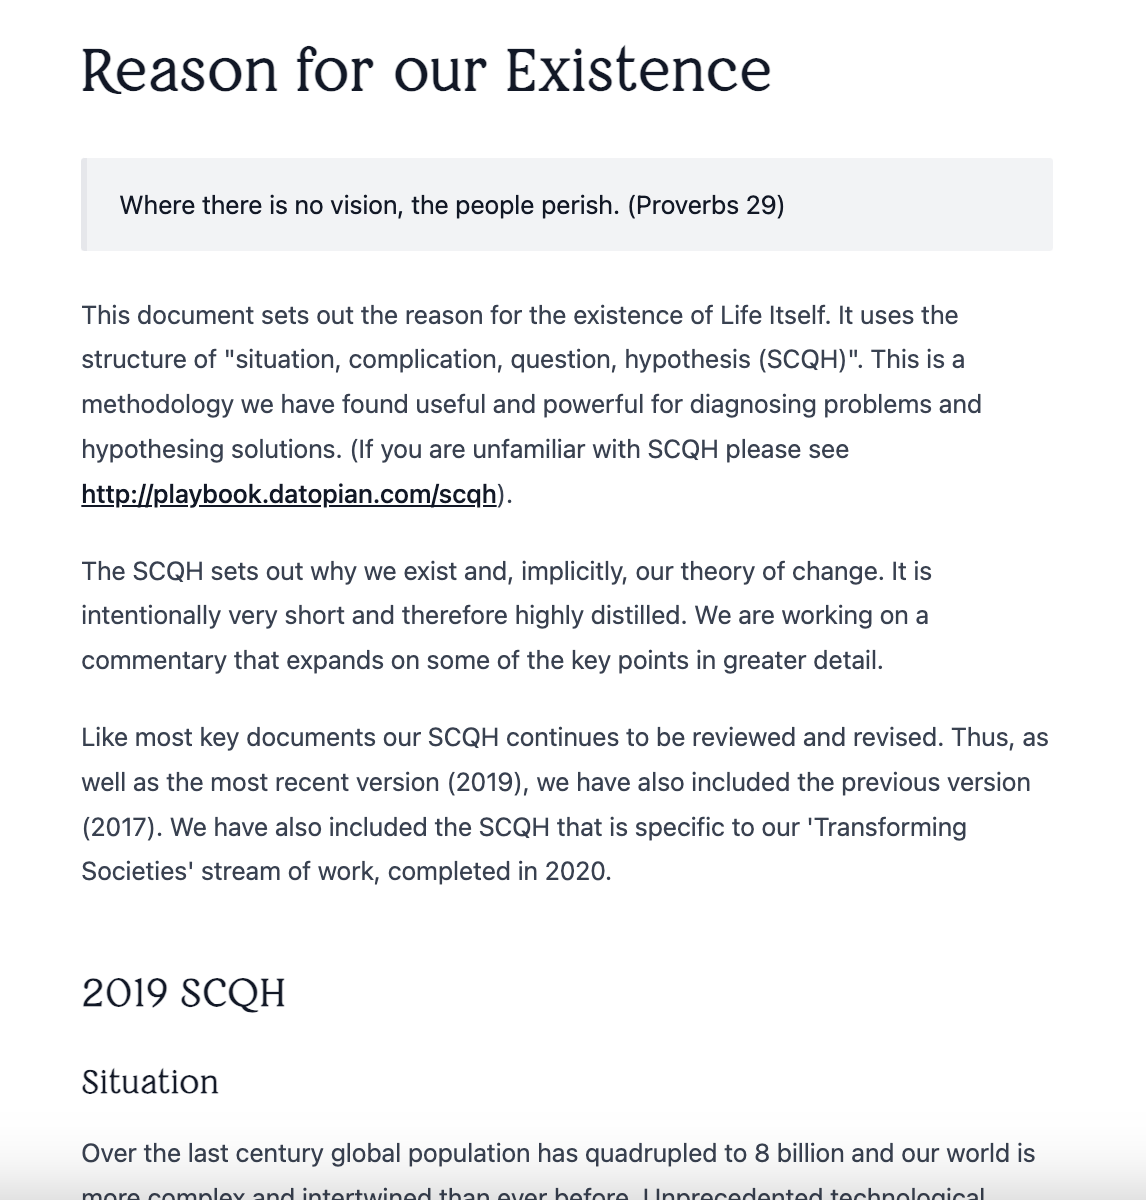 Reason for our Existence
Where there is no vision, the people perish. (Proverbs 29)
This document sets out the reason for the existence of Life Itself. It uses the
structure of "situation, complication, question, hypothesis (SCQH)". This is a
methodology we have found useful and powerful for diagnosing problems and
hypothesing solutions. (If you are unfamiliar with SCQH please see
http://playbook.datopian.com/scqh).
The SCQH sets out why we exist and, implicitly, our theory of change. It is
intentionally very short and therefore highly distilled. We are working on a
commentary that expands on some of the key points in greater detail.
Like most key documents our SCQH continues to be reviewed and revised. Thus, as
well as the most recent version (2019), we have also included the previous version
(2017). We have also included the SCQH that is specific to our 'Transforming
Societies' stream of work, completed in 2020.
2019 SCQH
Situation
Over the last century global population has quadrupled to 8 billion and our world is
more complex and intertwined than ever before. Unprecedented technological